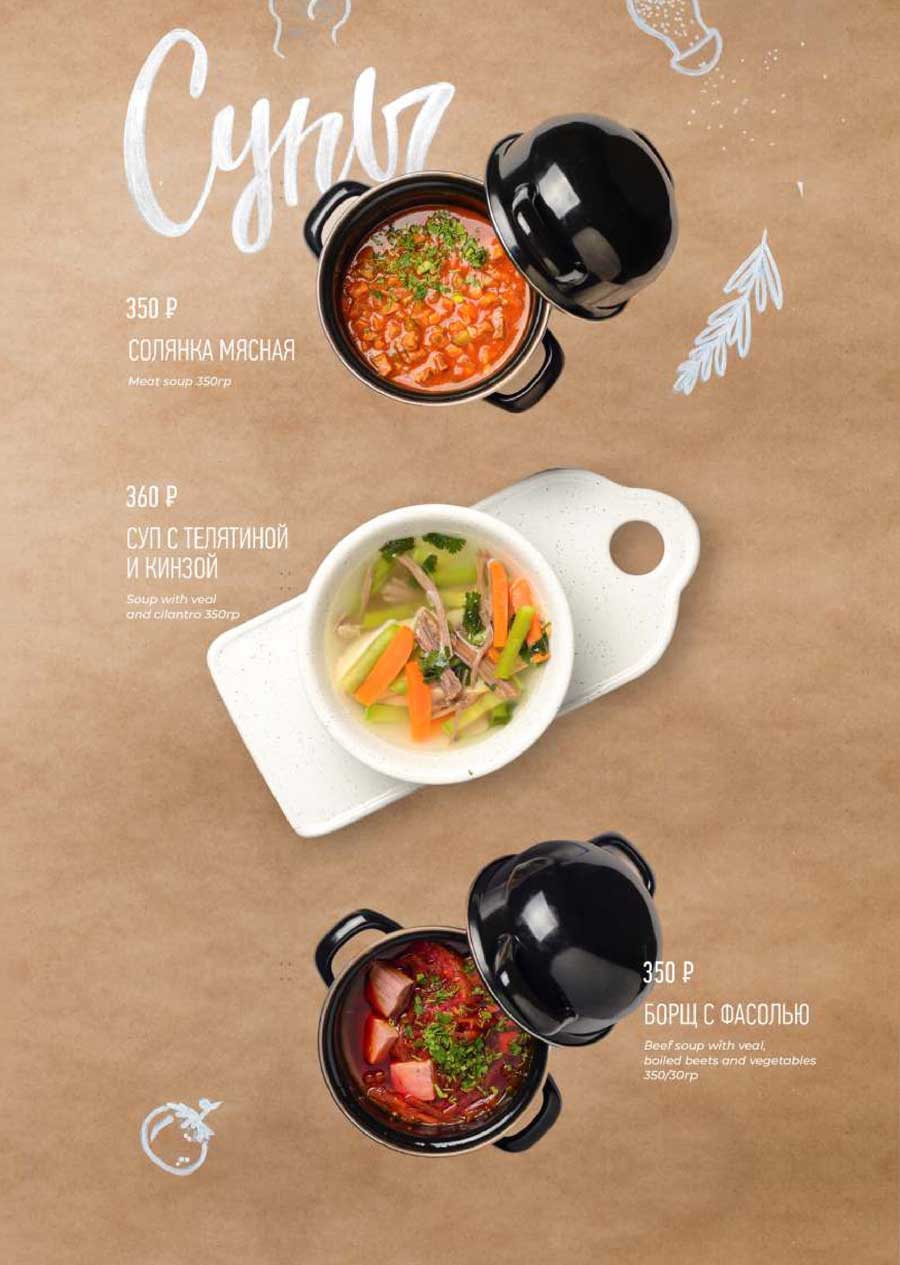 Супы
350 ₽
СОЛЯНКА МЯСНАЯ
Meat soup 350гр
360 ₽
СУП С ТЕЛЯТИНОЙ
И КИНЗОЙ
Soup with veal
and cilantro 350гр
350 ₽
БОРЩ С ФАСОЛЬЮ
Beef soup with veal,
boiled beets and vegetables
350/30гр